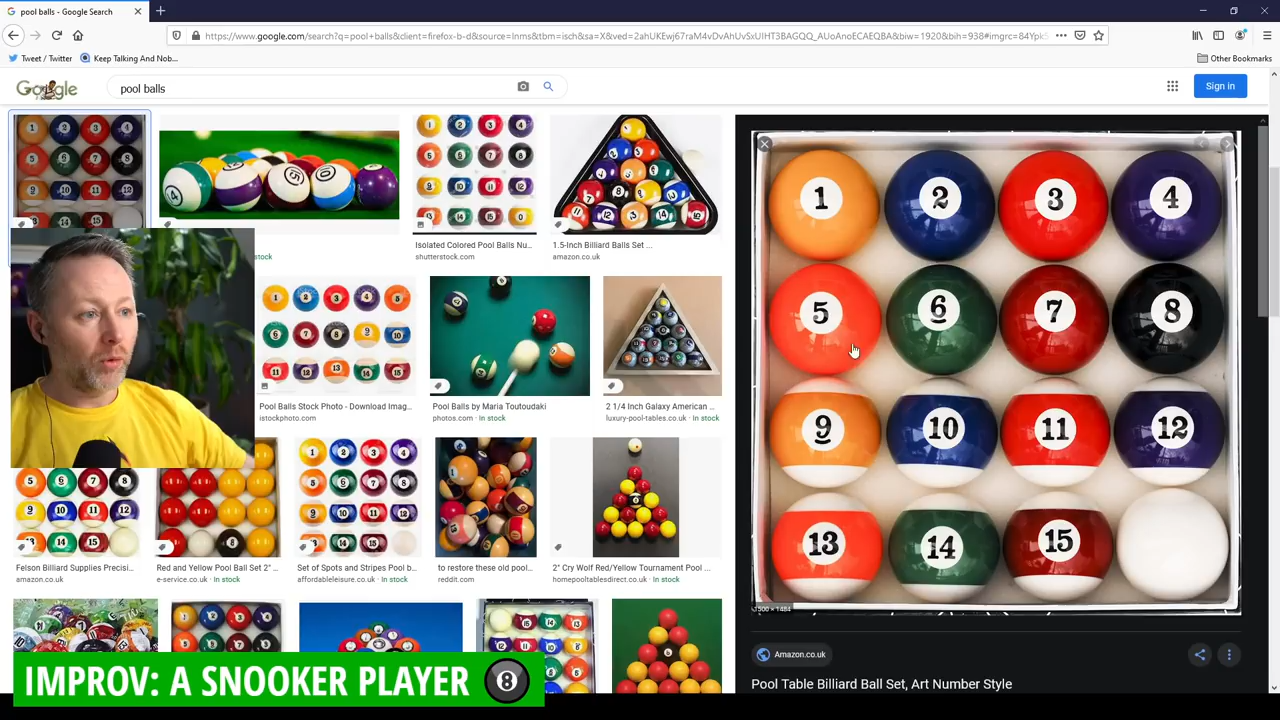 pool balls - Google Search
https://www.google.com/search?q=pool+balls&client=firefox-b-d&source=lnms&tbm=isch&sa=X&ved=2ahUKEwj67raM4vDvAhUvSxUIHT3BAGQQ_AUoAnoECAEQBA&biw=1920&bih=938#imgrc=84Ypk5
Tweet / Twitter
Keep Talking And Nob...
Other Bookmarks
Google
pool balls
Sign in
stock
Isolated Colored Pool Balls Nu...
shutterstock.com
1.5-Inch Billiard Balls Set ...
amazon.co.uk
Pool Balls Stock Photo - Download Imag...
istockphoto.com
Pool Balls by Maria Toutoudaki
photos.com · In stock
2 1/4 Inch Galaxy American ...
luxury-pool-tables.c... · In stock
Felson Billiard Supplies Precisi...
amazon.co.uk
Red and Yellow Pool Ball Set 2" ...
e-service.co.uk · In stock
Set of Spots and Stripes Pool b...
affordableleisure.c... · In stock
to restore these old pool...
reddit.com
2" Cry Wolf Red/Yellow Tournament Pool ...
homepooltablesdirect.co.uk · In stock
1 2 3 4
5 6 7 8
9 10 11 12
13 14 15
1500 × 1484
Amazon.co.uk
Pool Table Billiard Ball Set, Art Number Style
IMPROV: A SNOOKER PLAYER 8